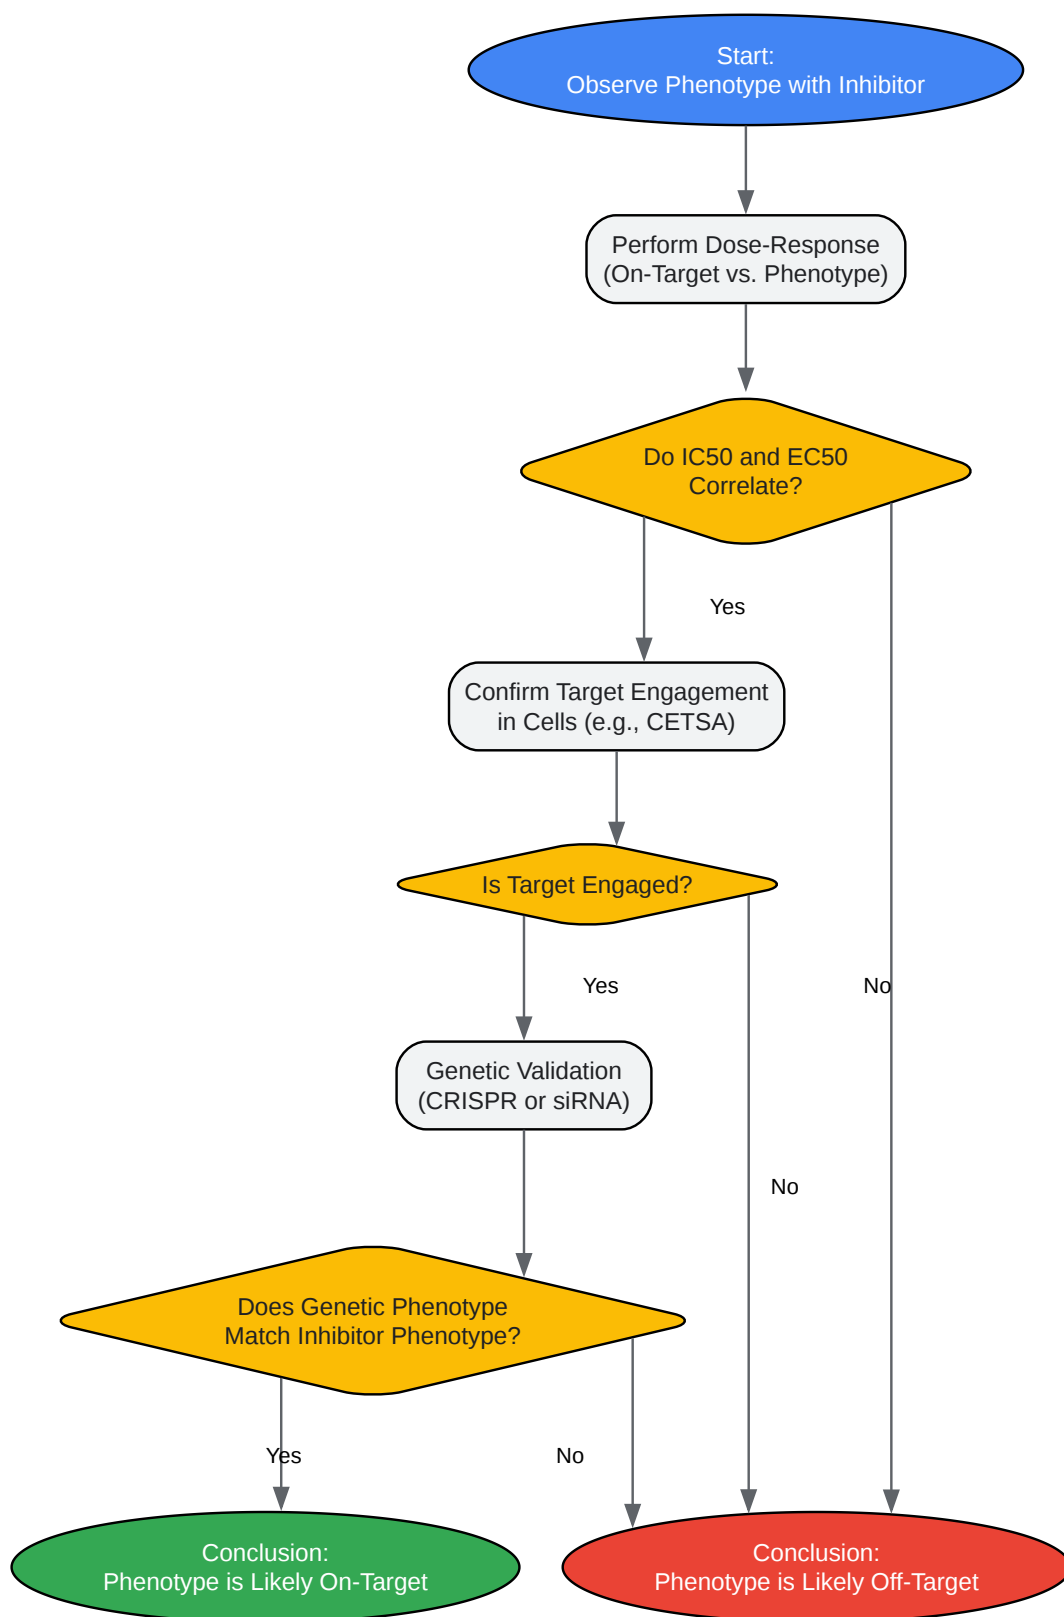 Start:
Observe Phenotype with Inhibitor
Perform Dose-Response
(On-Target vs. Phenotype)
Do IC50 and EC50
Correlate?
Yes
Confirm Target Engagement
in Cells (e.g., CETSA)
Is Target Engaged?
Yes
No
Genetic Validation
(CRISPR or siRNA)
No
Does Genetic Phenotype
Match Inhibitor Phenotype?
Yes
No
Conclusion:
Phenotype is Likely On-Target
Conclusion:
Phenotype is Likely Off-Target